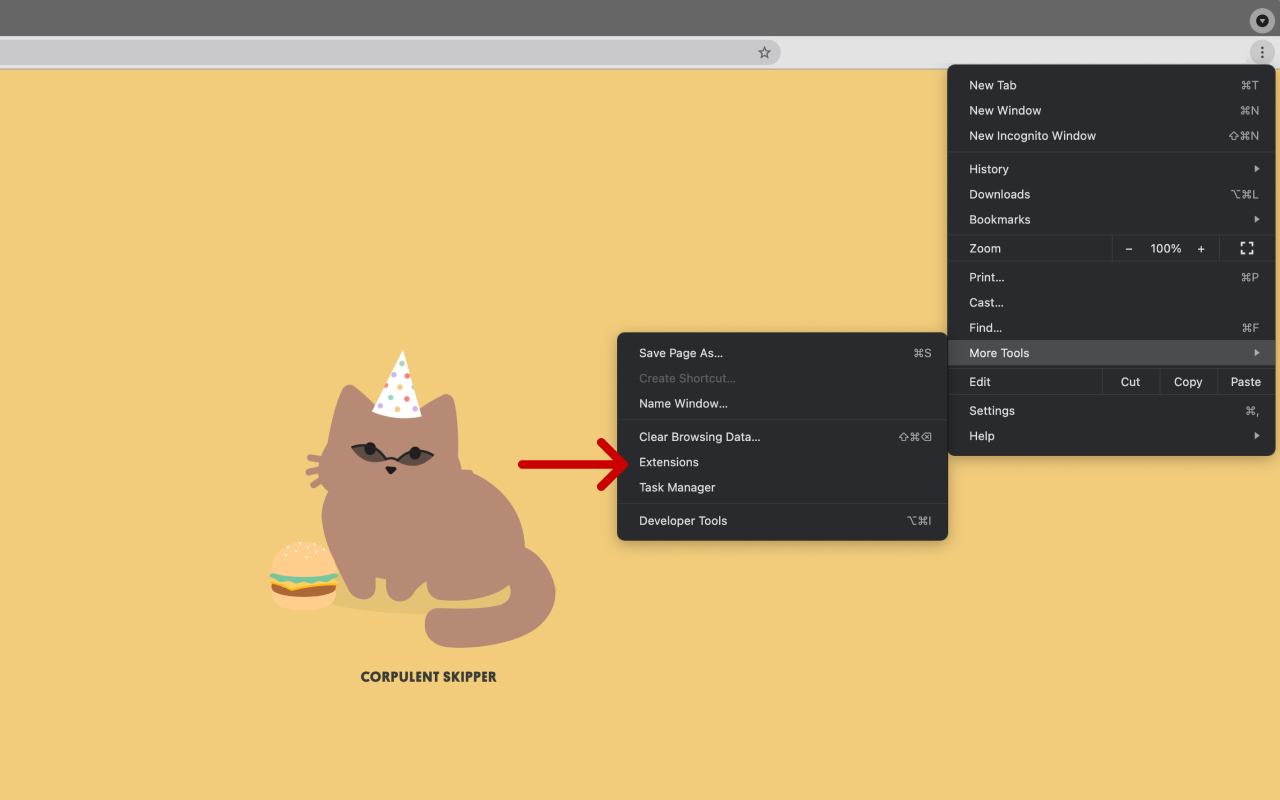 New Tab ⌘T
New Window ⌘N
New Incognito Window ⇧⌘N
History
Downloads ⌥⌘L
Bookmarks
Zoom − 100% +
Print... ⌘P
Cast...
Find... ⌘F
More Tools
Edit Cut Copy Paste
Settings ⌘,
Help
Save Page As... ⌘S
Create Shortcut...
Name Window...
Clear Browsing Data... ⇧⌘⌫
Extensions
Task Manager
Developer Tools ⌥⌘I
CORPULENT SKIPPER